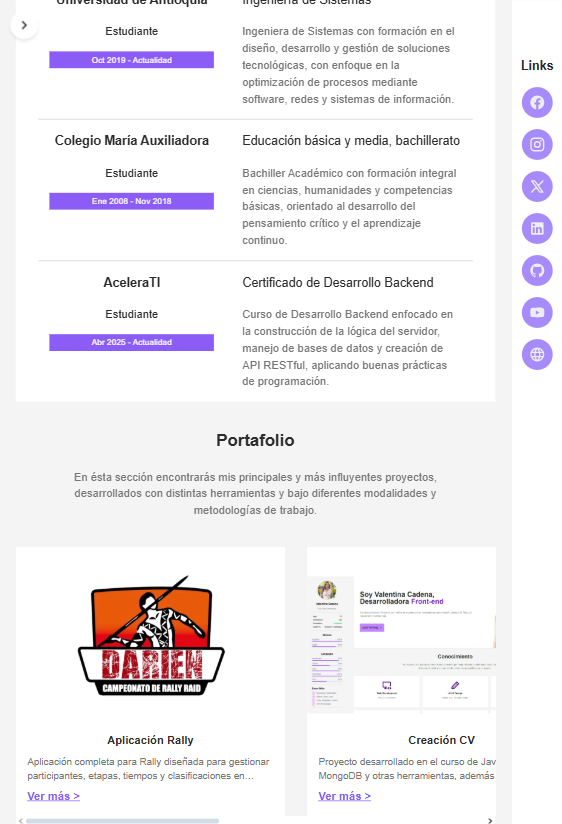 Universidad de Antioquia
Ingeniería de Sistemas
Estudiante
Oct 2019 - Actualidad
Ingeniera de Sistemas con formación en el
diseño, desarrollo y gestión de soluciones
tecnológicas, con enfoque en la
optimización de procesos mediante
software, redes y sistemas de información.
Colegio María Auxiliadora
Educación básica y media, bachillerato
Estudiante
Ene 2008 - Nov 2018
Bachiller Académico con formación integral
en ciencias, humanidades y competencias
básicas, orientado al desarrollo del
pensamiento crítico y el aprendizaje
continuo.
AceleraTI
Certificado de Desarrollo Backend
Estudiante
Abr 2025 - Actualidad
Curso de Desarrollo Backend enfocado en
la construcción de la lógica del servidor,
manejo de bases de datos y creación de
API RESTful, aplicando buenas prácticas
de programación.
Links
Portafolio
En ésta sección encontrarás mis principales y más influyentes proyectos,
desarrollados con distintas herramientas y bajo diferentes modalidades y
metodologías de trabajo.
DARIEN
CAMPEONATO DE RALLY RAID
Aplicación Rally
Aplicación completa para Rally diseñada para gestionar
participantes, etapas, tiempos y clasificaciones en…
Ver más >
Soy Valentina Cadena,
Desarrolladora Front-end
Conocimiento
Creación CV
Proyecto desarrollado en el curso de Jav
MongoDB y otras herramientas, además
Ver más >